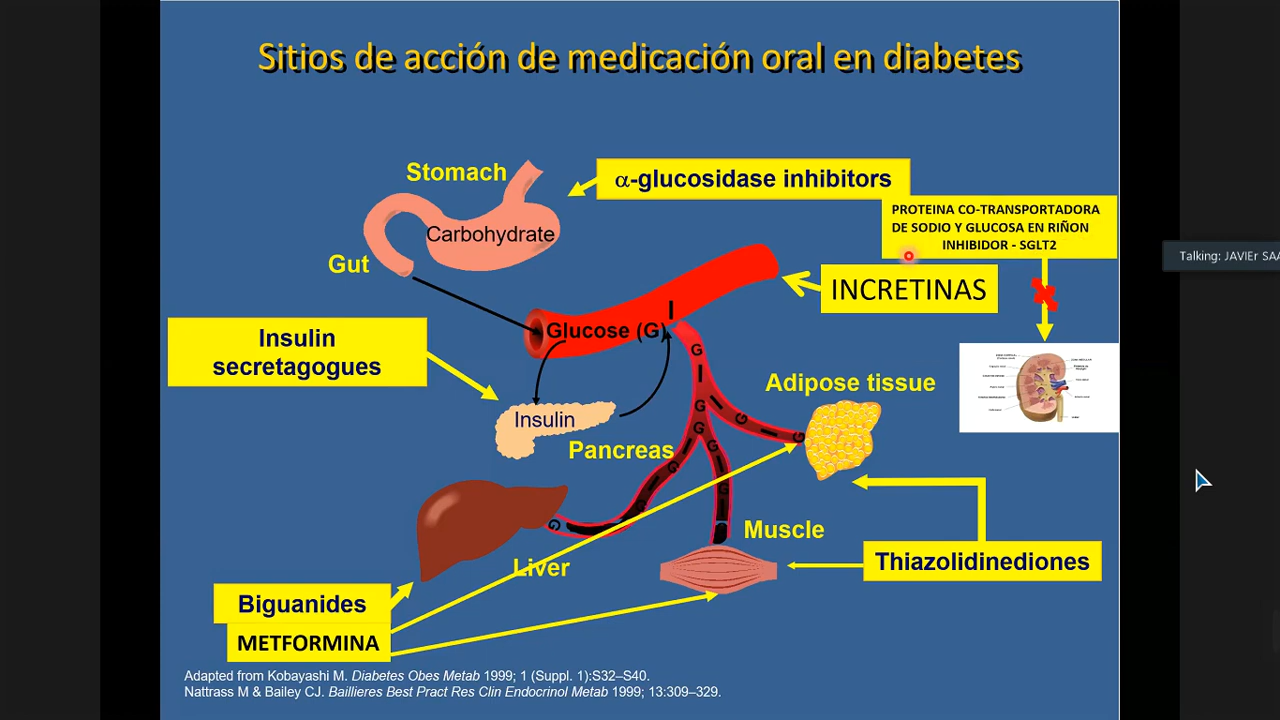 Sitios de acción de medicación oral en diabetes
Stomach
α-glucosidase inhibitors
PROTEINA CO-TRANSPORTADORA
DE SODIO Y GLUCOSA EN RIÑON
INHIBIDOR - SGLT2
Carbohydrate
Talking: JAVIEr SAA
Gut
INCRETINAS
I
Glucose (G)
Insulin
secretagogues
G
I
Adipose tissue
G
I
G
I
G
Insulin
G
Pancreas
I
G
I
G
I
G
G
G
Muscle
Thiazolidinediones
Liver
Biguanides
METFORMINA
Adapted from Kobayashi M. Diabetes Obes Metab 1999; 1 (Suppl. 1):S32–S40.
Nattrass M & Bailey CJ. Baillieres Best Pract Res Clin Endocrinol Metab 1999; 13:309–329.